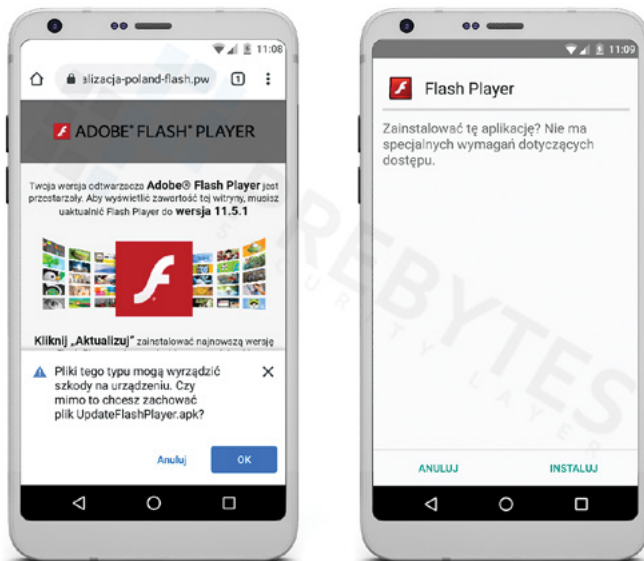 11:08
alizacja-poland-flash.pw
1
ADOBE® FLASH® PLAYER
Twoja wersja odtwarzacza Adobe® Flash Player jest
przestarzały. Aby wyświetlić zawartość tej witryny, musisz
uaktualnić Flash Player do wersja 11.5.1
Kliknij „Aktualizuj” zainstalować najnowszą wersję
Pliki tego typu mogą wyrządzić
szkody na urządzeniu. Czy
mimo to chcesz zachować
plik UpdateFlashPlayer.apk?
Anuluj
OK
11:09
Flash Player
Zainstalować tę aplikację? Nie ma
specjalnych wymagań dotyczących
dostępu.
ANULUJ
INSTALUJ
PREBYTES
SECURITY LAYER